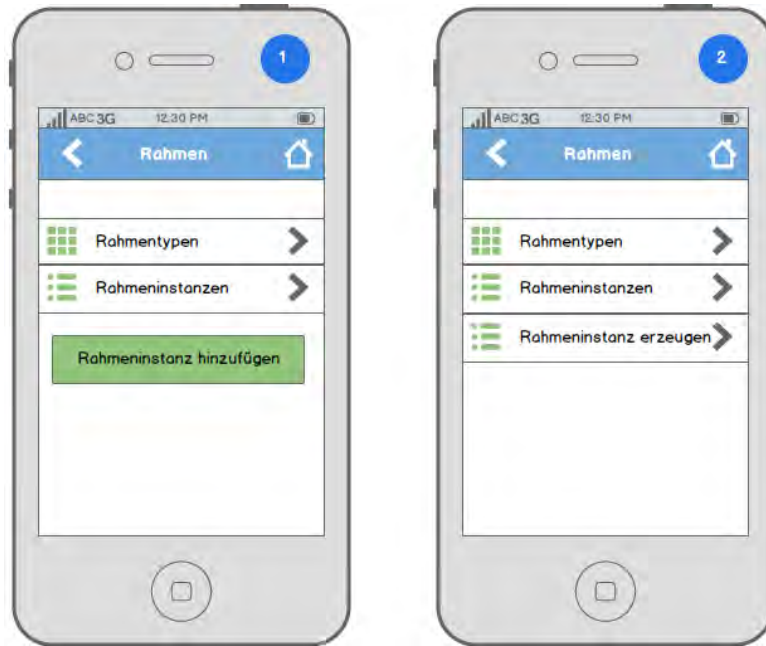 1
ABC 3G 12:30 PM
Rahmen
Rahmentypen
Rahmeninstanzen
Rahmeninstanz hinzufügen
2
ABC 3G 12:30 PM
Rahmen
Rahmentypen
Rahmeninstanzen
Rahmeninstanz erzeugen